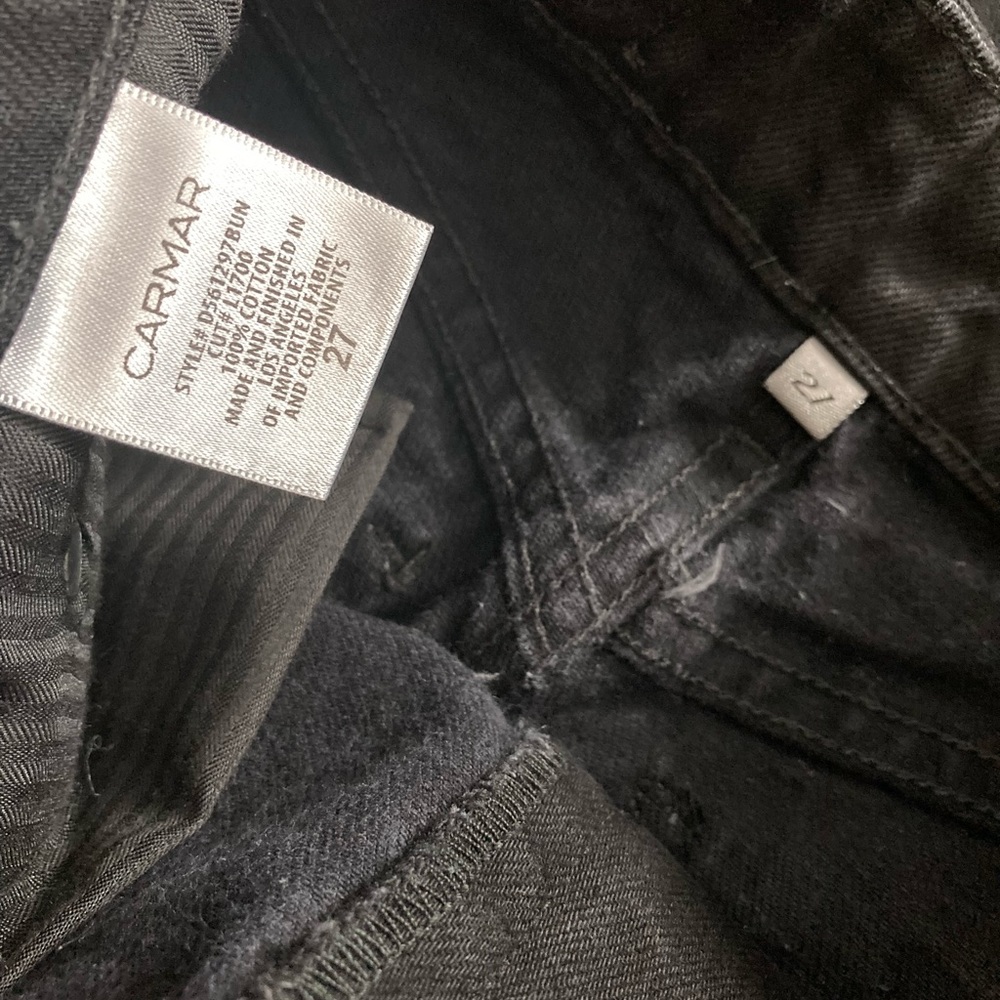 CARMAR
STYLE# D561297BUN
CUT# L1700
100% COTTON
MADE AND FINISHED IN
LOS ANGELES
OF IMPORTED FABRIC
AND COMPONENTS
27
27